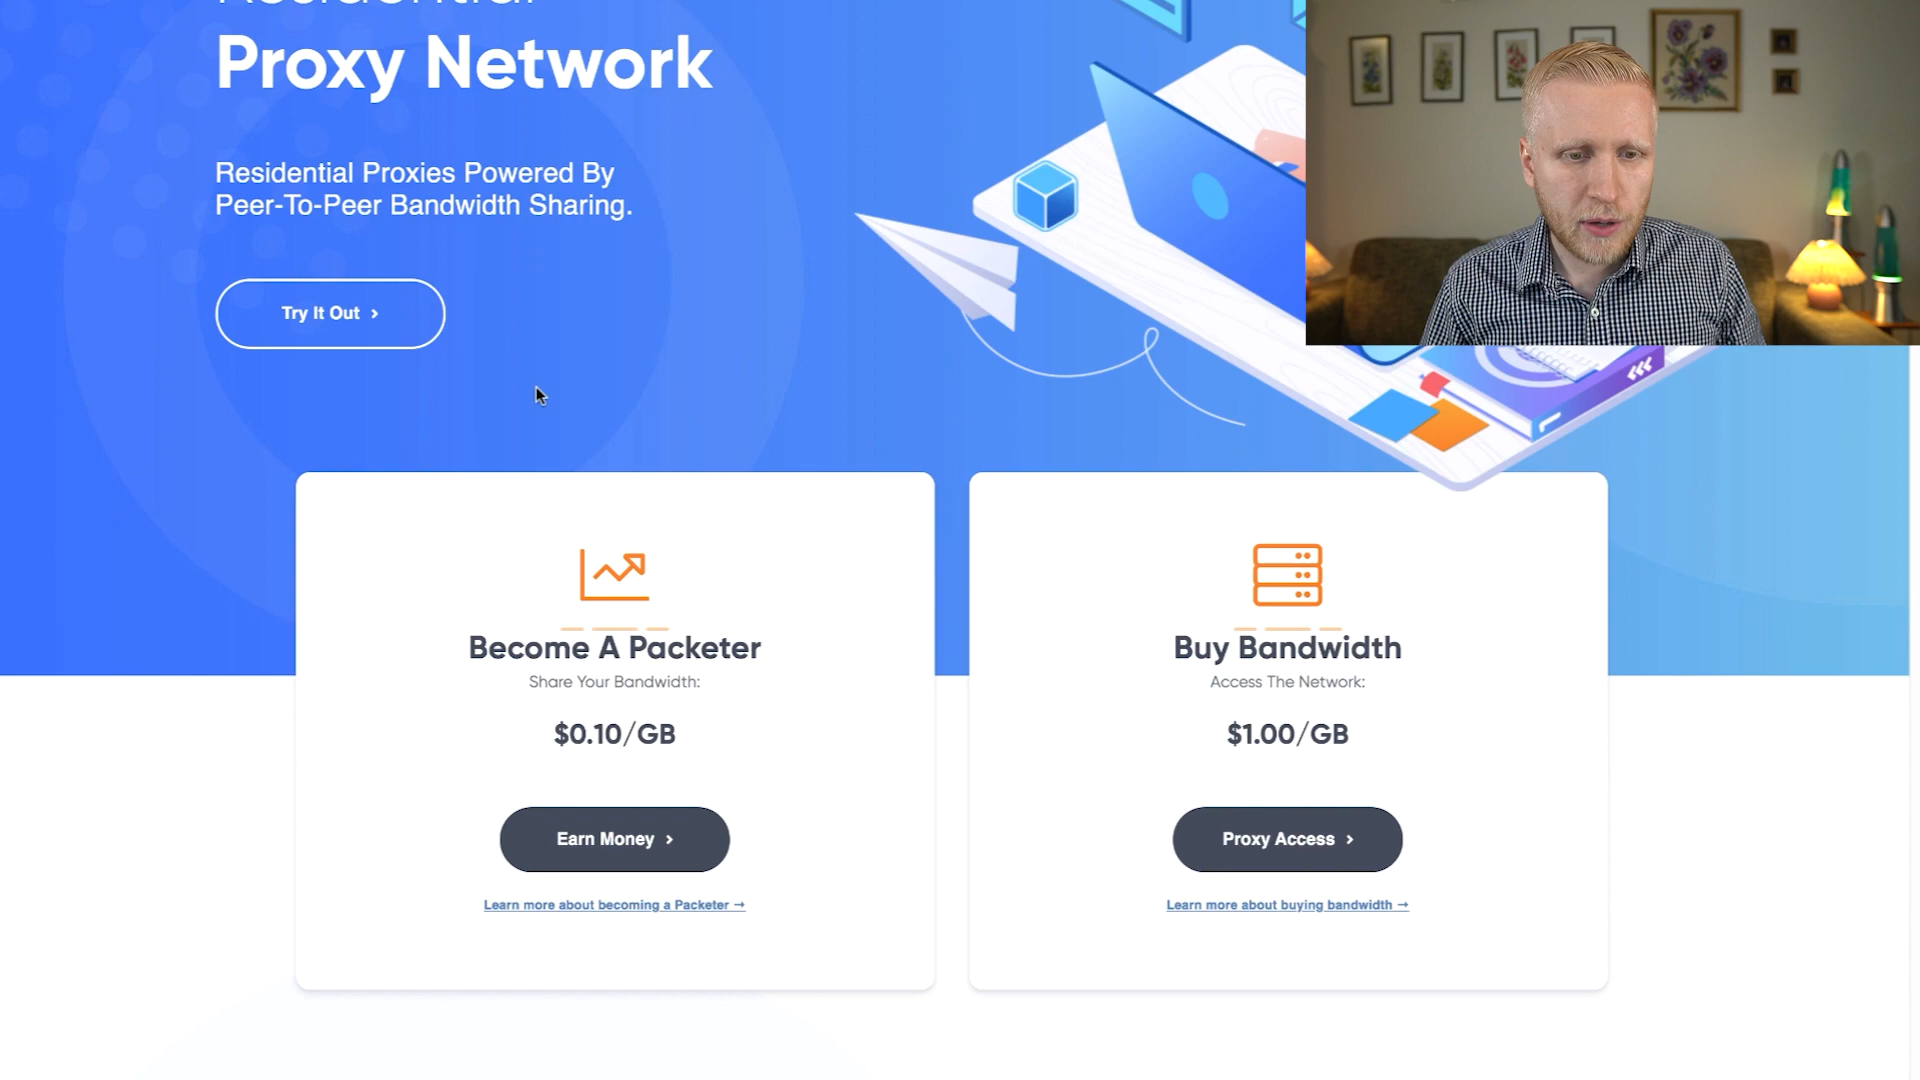 Residential
Proxy Network
Residential Proxies Powered By
Peer-To-Peer Bandwidth Sharing.
Try It Out ›
Become A Packeter
Share Your Bandwidth:
$0.10/GB
Earn Money ›
Learn more about becoming a Packeter →
Buy Bandwidth
Access The Network:
$1.00/GB
Proxy Access ›
Learn more about buying bandwidth →